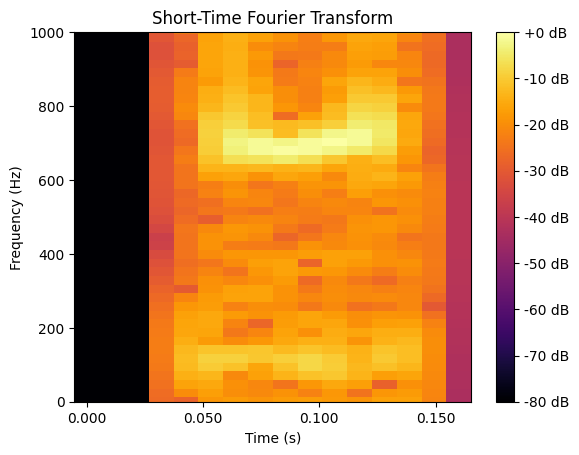 Short-Time Fourier Transform
1000
800
600
400
200
0
Frequency (Hz)
0.000
0.050
0.100
0.150
Time (s)
+0 dB
-10 dB
-20 dB
-30 dB
-40 dB
-50 dB
-60 dB
-70 dB
-80 dB